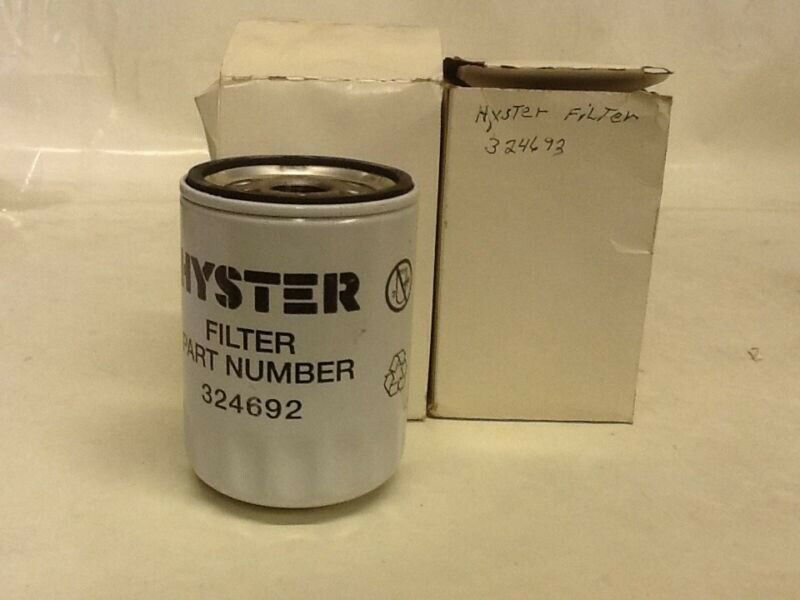 HYSTER
FILTER
PART NUMBER
324692
Hyster FiLTer
324693